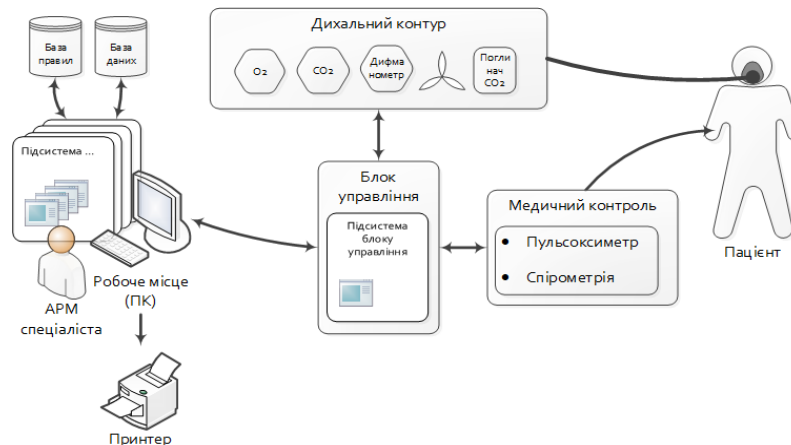 Дихальний контур
O2
CO2
Дифма
нометр
Погли
нач
CO2
База
правил
База
даних
Підсистема ...
Блок
управління
Підсистема
блоку
управління
Медичний контроль
• Пульсоксиметр
• Спірометрія
Пацієнт
Робоче місце
(ПК)
АРМ
спеціаліста
Принтер